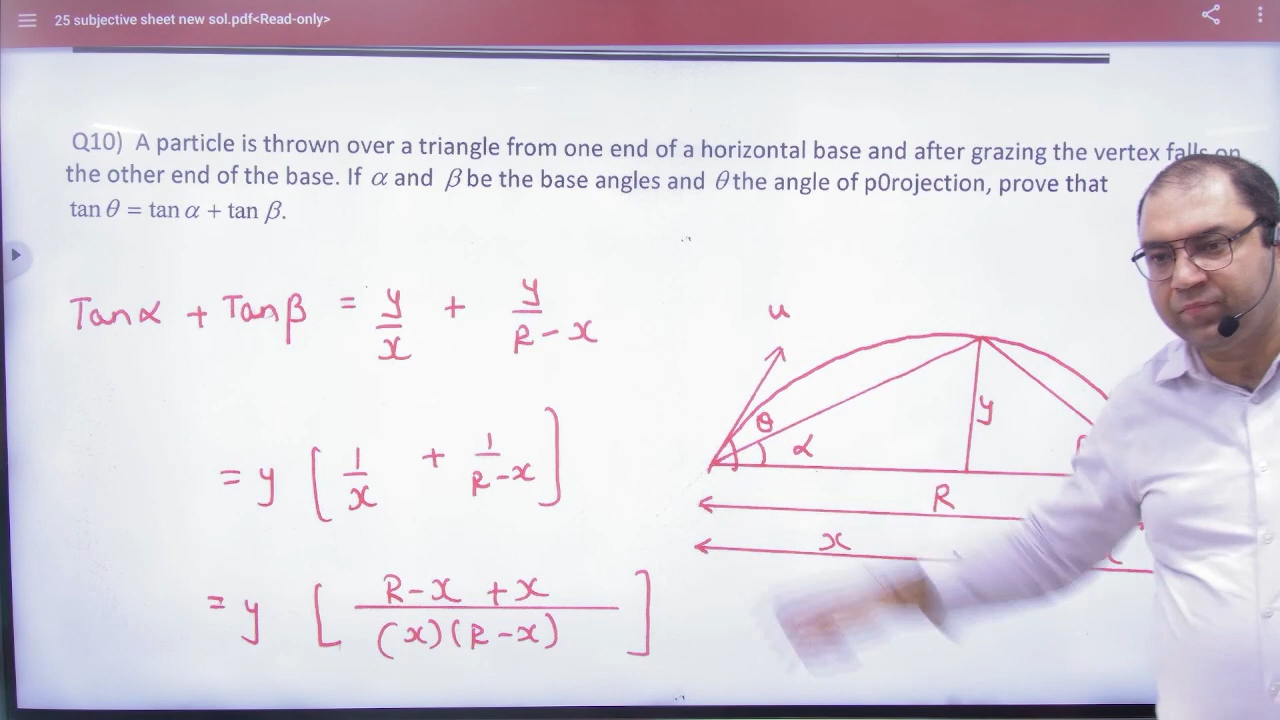 25 subjective sheet new sol.pdf<Read-only>
Q10) A particle is thrown over a triangle from one end of a horizontal base and after grazing the vertex falls on
the other end of the base. If α and β be the base angles and θ the angle of p0rojection, prove that
tan θ = tan α + tan β.
Tanα + Tanβ = y/x + y/(R-x)
= y [ 1/x + 1/(R-x) ]
= y [ (R-x+x)/((x)(R-x)) ]
u
θ
α
y
R
x